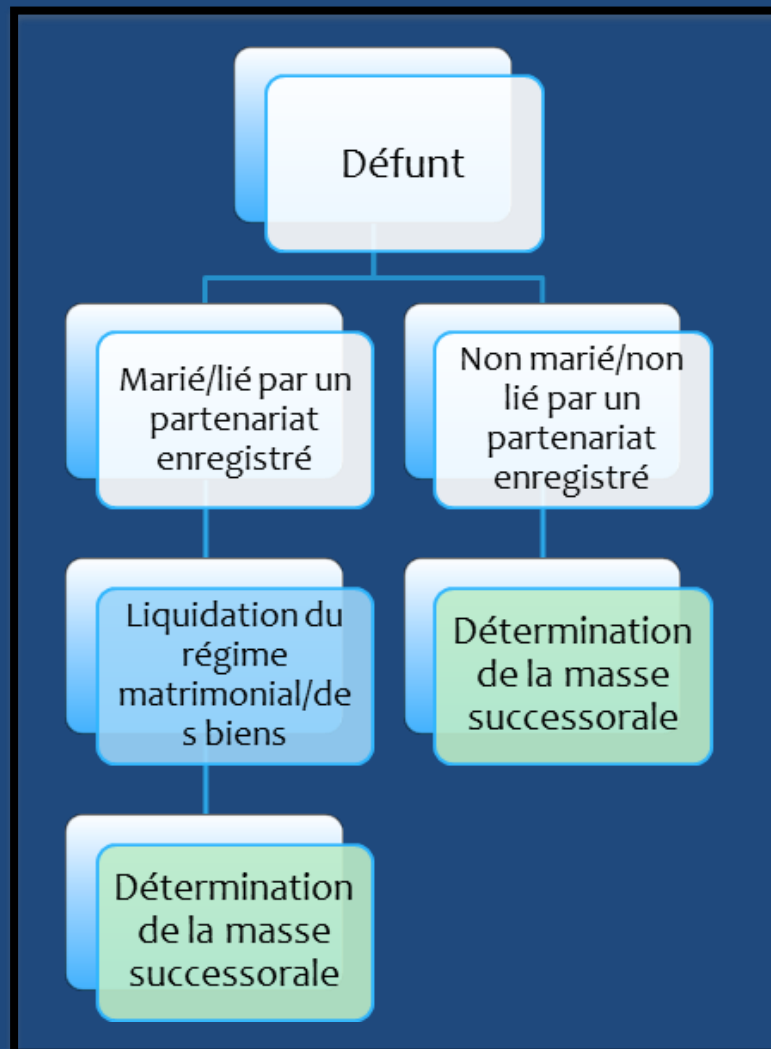 Défunt
Marié/lié par un
partenariat
enregistré
Non marié/non
lié par un
partenariat
enregistré
Liquidation du
régime
matrimonial/de
s biens
Détermination
de la masse
successorale
Détermination
de la masse
successorale